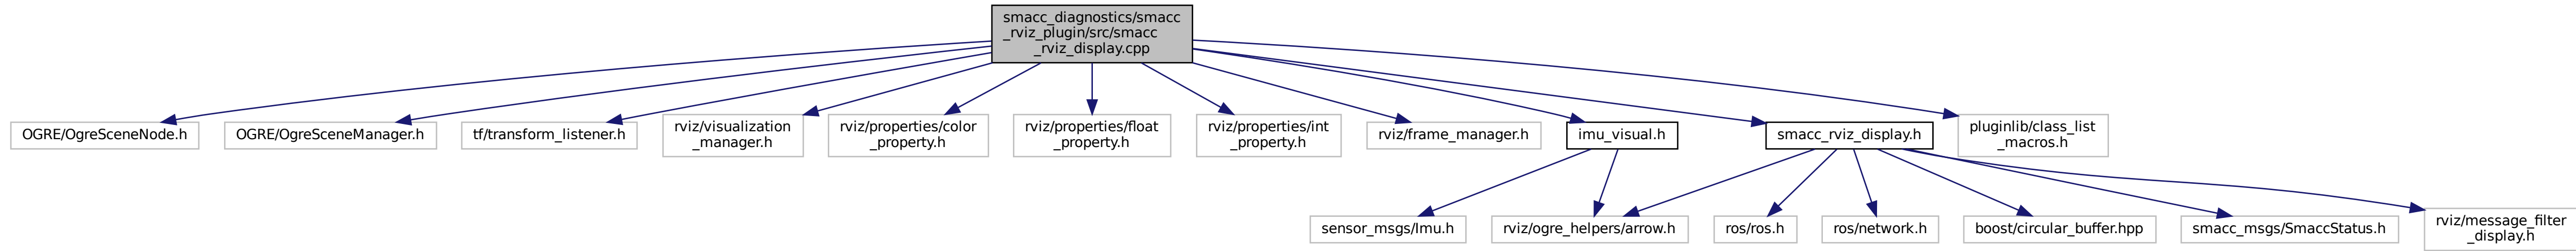 smacc_diagnostics/smacc
_rviz_plugin/src/smacc
_rviz_display.cpp
OGRE/OgreSceneNode.h
OGRE/OgreSceneManager.h
tf/transform_listener.h
rviz/visualization
_manager.h
rviz/properties/color
_property.h
rviz/properties/float
_property.h
rviz/properties/int
_property.h
rviz/frame_manager.h
imu_visual.h
smacc_rviz_display.h
pluginlib/class_list
_macros.h
sensor_msgs/Imu.h
rviz/ogre_helpers/arrow.h
ros/ros.h
ros/network.h
boost/circular_buffer.hpp
smacc_msgs/SmaccStatus.h
rviz/message_filter
_display.h